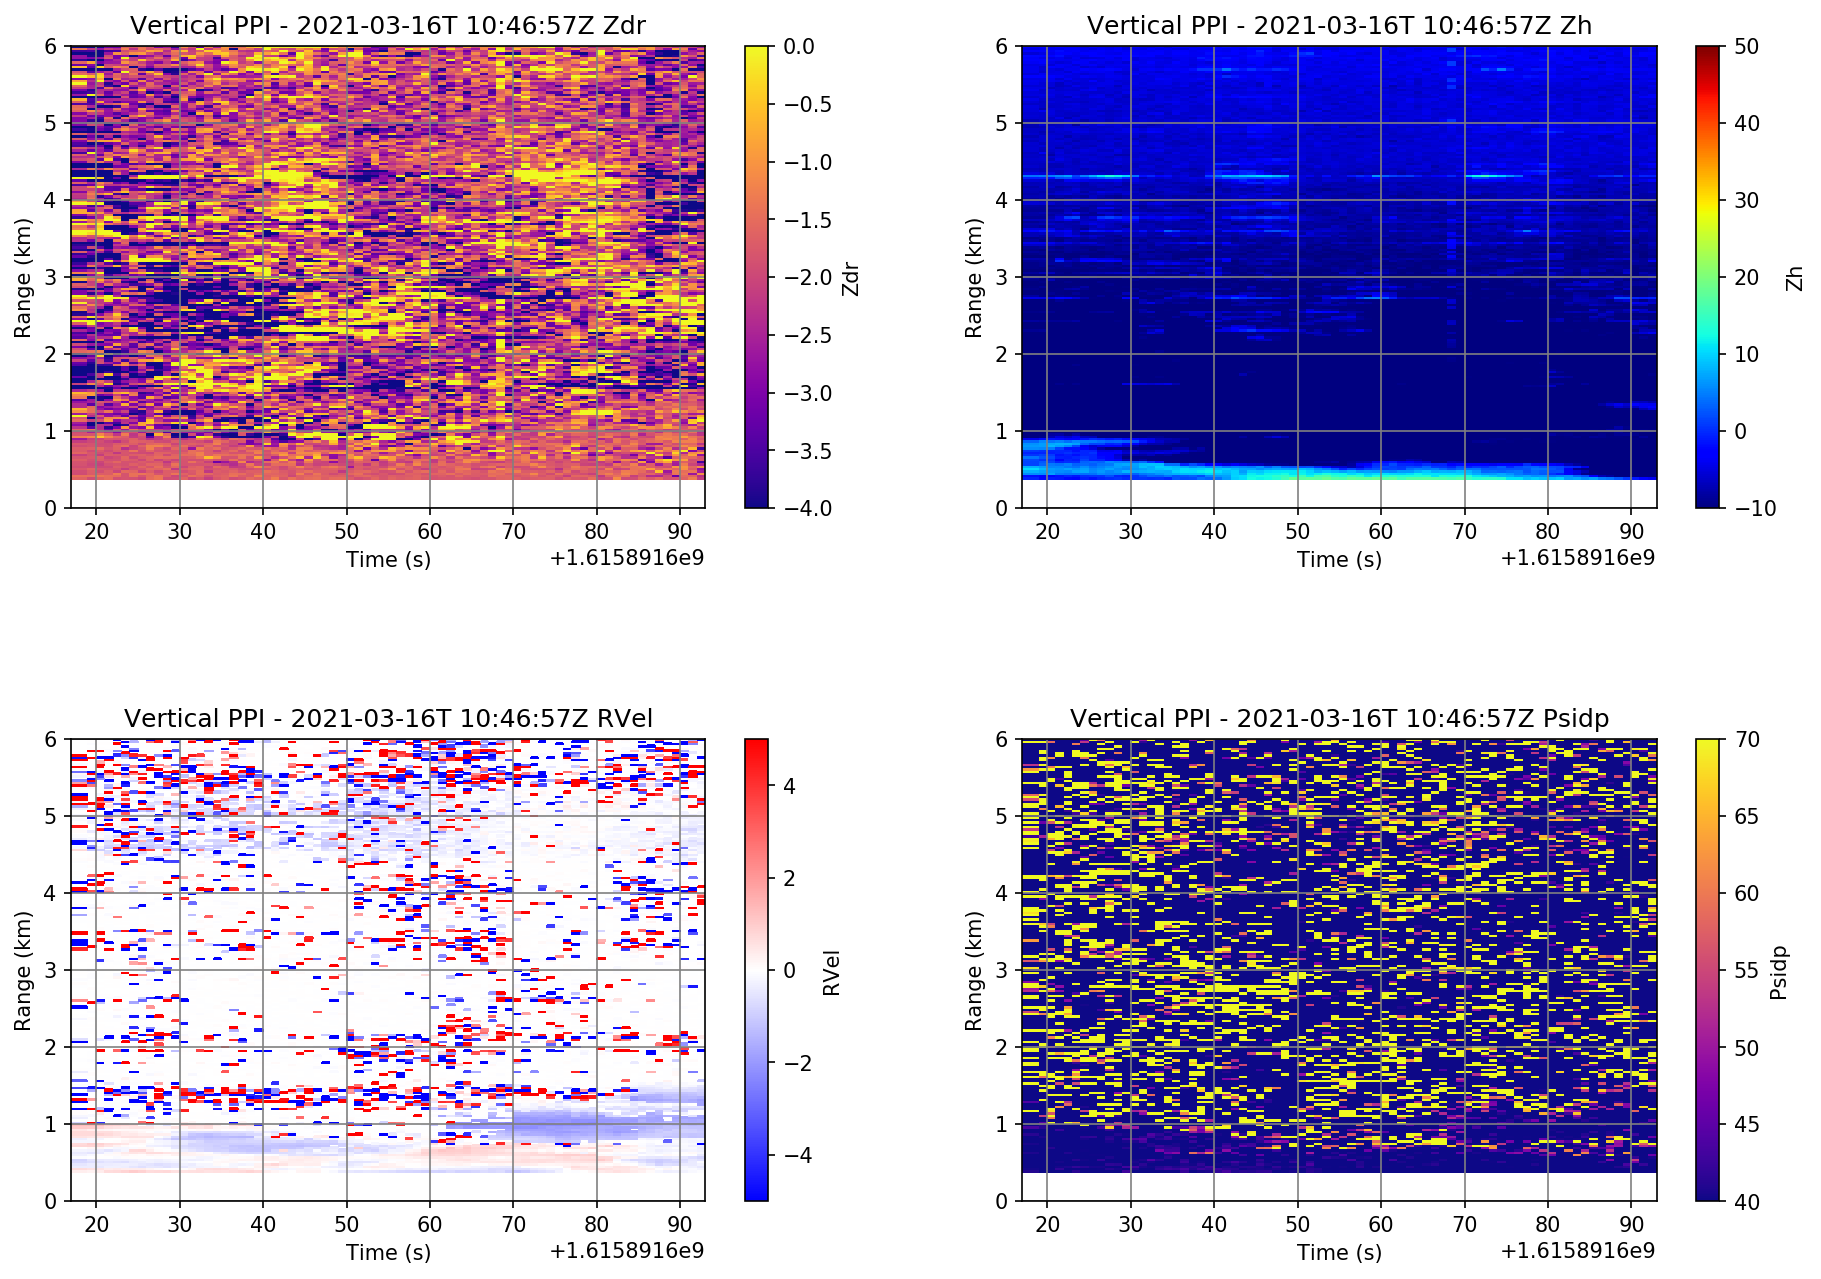 Vertical PPI - 2021-03-16T 10:46:57Z Zdr
6
5
4
3
2
1
0
Range (km)
20 30 40 50 60 70 80 90
Time (s)
+1.6158916e9
0.0
−0.5
−1.0
−1.5
−2.0
−2.5
−3.0
−3.5
−4.0
Zdr
Vertical PPI - 2021-03-16T 10:46:57Z Zh
6
5
4
3
2
1
0
Range (km)
20 30 40 50 60 70 80 90
Time (s)
+1.6158916e9
50
40
30
20
10
0
−10
Zh
Vertical PPI - 2021-03-16T 10:46:57Z RVel
6
5
4
3
2
1
0
Range (km)
20 30 40 50 60 70 80 90
Time (s)
+1.6158916e9
4
2
0
−2
−4
RVel
Vertical PPI - 2021-03-16T 10:46:57Z Psidp
6
5
4
3
2
1
0
Range (km)
20 30 40 50 60 70 80 90
Time (s)
+1.6158916e9
70
65
60
55
50
45
40
Psidp